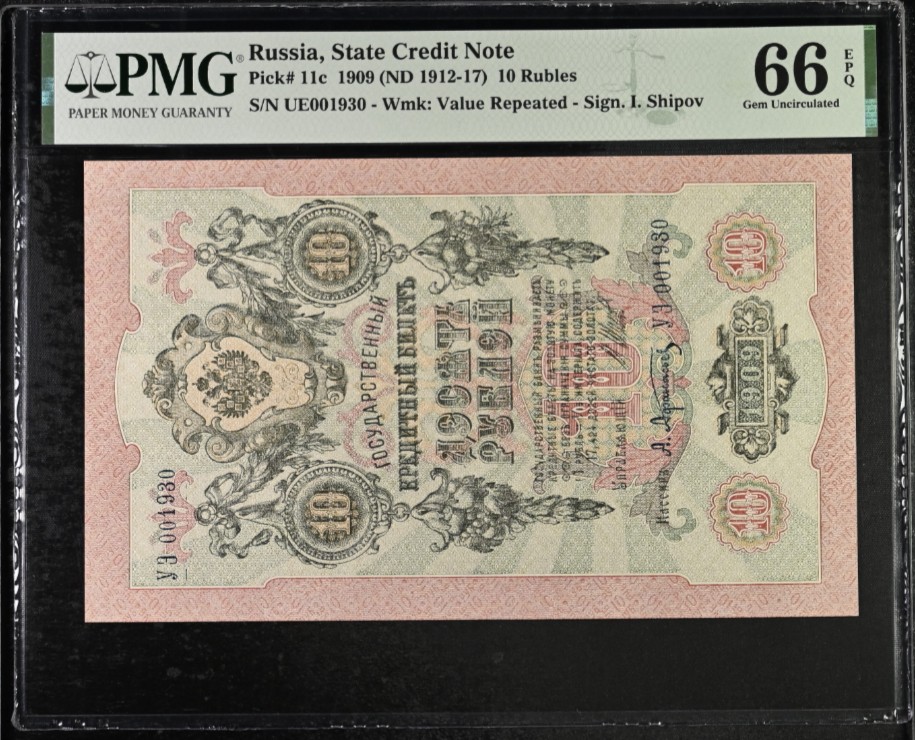 PMG®
PAPER MONEY GUARANTY
Russia, State Credit Note
Pick# 11c 1909 (ND 1912-17) 10 Rubles
S/N UE001930 - Wmk: Value Repeated - Sign. I. Shipov
66
EPQ
Gem Uncirculated
УЭ-001930
10
10
ГОСУДАРСТВЕННЫЙ
КРЕДИТНЫЙ БИЛЕТЪ
ДЕСЯТЬ
РУБЛЕЙ
10
Управляющій
Кассиръ
УЭ-001930
10
1909
10